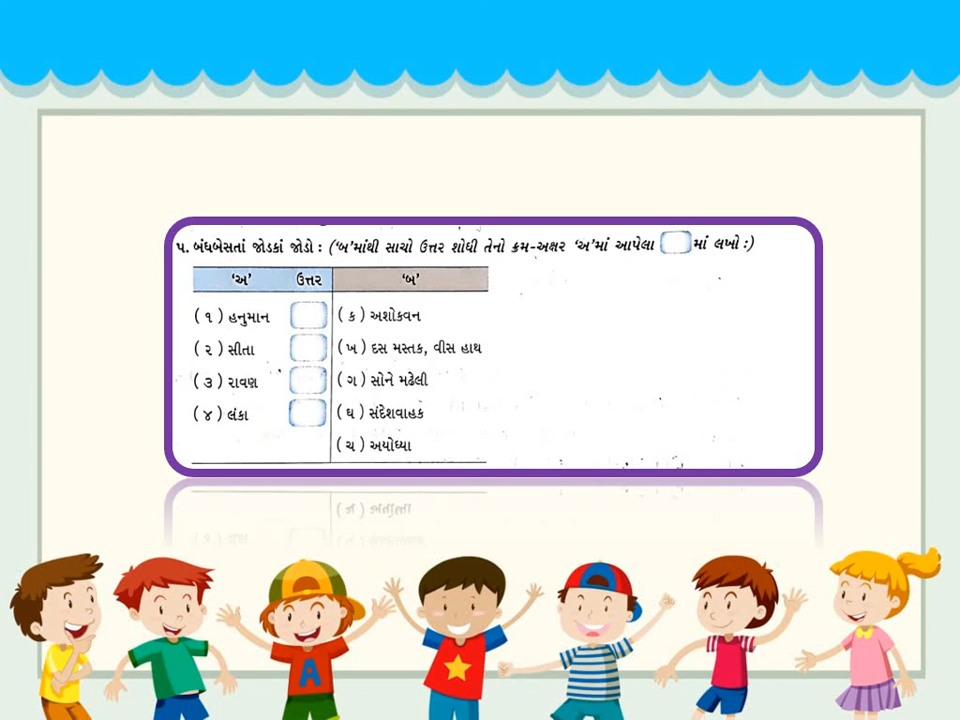 ૫. બંધબેસતાં જોડકાં જોડો : (‘બ’માંથી સાચો ઉત્તર શોધી તેનો ક્રમ-અક્ષર ‘અ’માં આપેલા માં લખો :)
‘અ’ ઉત્તર ‘બ’
( ૧ ) હનુમાન ( ક ) અશોકવન
( ૨ ) સીતા ( ખ ) દસ મસ્તક, વીસ હાથ
( ૩ ) રાવણ ( ગ ) સોને મઢેલી
( ૪ ) લંકા ( ઘ ) સંદેશવાહક
( ચ ) અયોધ્યા
A